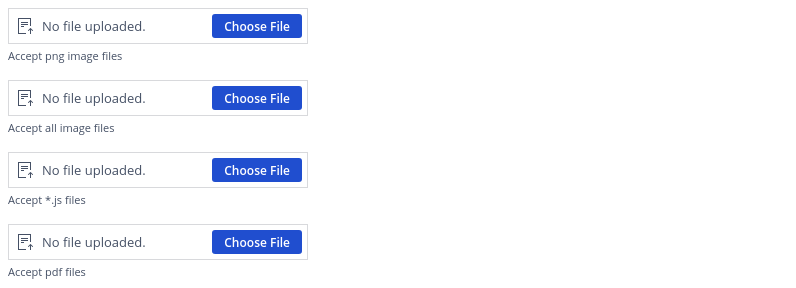 No file uploaded. Choose File
Accept png image files
No file uploaded. Choose File
Accept all image files
No file uploaded. Choose File
Accept *.js files
No file uploaded. Choose File
Accept pdf files